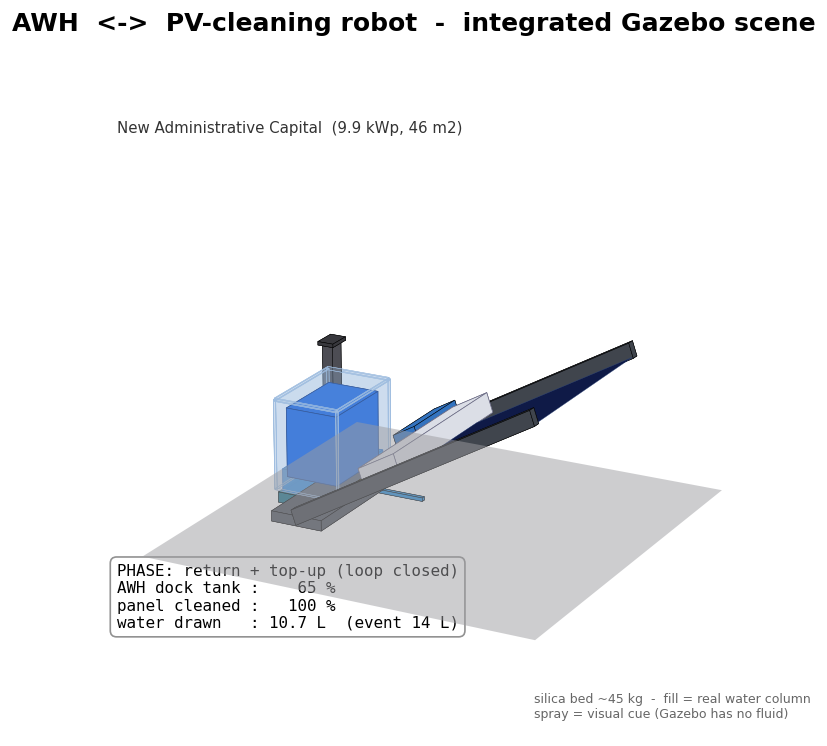 AWH <-> PV-cleaning robot - integrated Gazebo scene
New Administrative Capital (9.9 kWp, 46 m2)
PHASE: return + top-up (loop closed)
AWH dock tank : 65 %
panel cleaned : 100 %
water drawn : 10.7 L (event 14 L)
silica bed ~45 kg - fill = real water column
spray = visual cue (Gazebo has no fluid)